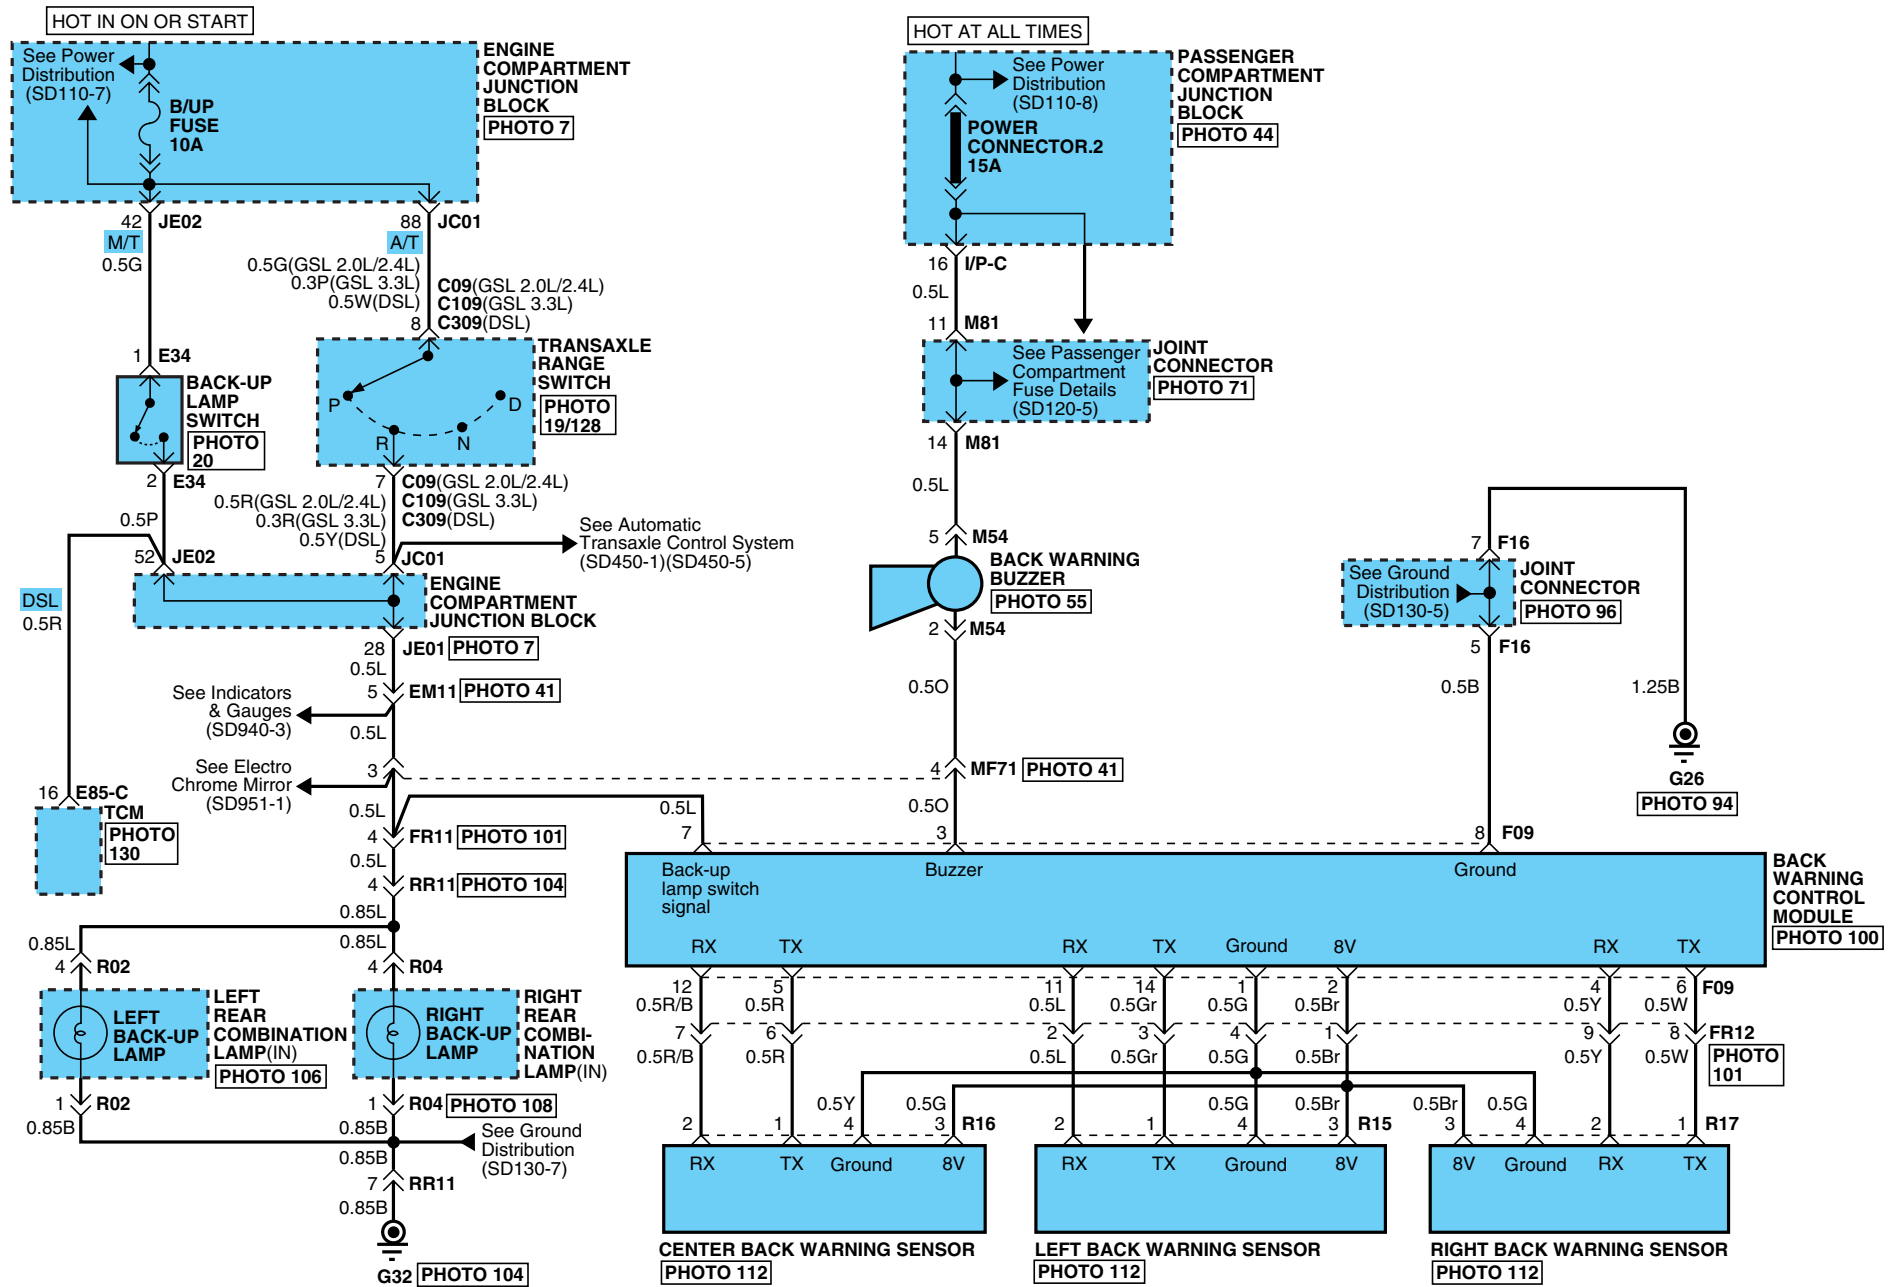 HOT IN ON OR START
See Power
Distribution
(SD110-7)
B/UP
FUSE
10A
ENGINE
COMPARTMENT
JUNCTION
BLOCK
PHOTO 7
42 JE02
88 JC01
M/T
0.5G
A/T
0.5G(GSL 2.0L/2.4L)
0.3P(GSL 3.3L)
0.5W(DSL)
C09(GSL 2.0L/2.4L)
C109(GSL 3.3L)
8 C309(DSL)
1 E34
BACK-UP
LAMP
SWITCH
PHOTO
20
2 E34
0.5P
52 JE02
P
R
N
D
TRANSAXLE
RANGE
SWITCH
PHOTO
19/128
7 C09(GSL 2.0L/2.4L)
C109(GSL 3.3L)
C309(DSL)
0.5R(GSL 2.0L/2.4L)
0.3R(GSL 3.3L)
0.5Y(DSL)
5 JC01
See Automatic
Transaxle Control System
(SD450-1)(SD450-5)
ENGINE
COMPARTMENT
JUNCTION BLOCK
28 JE01 PHOTO 7
0.5L
5 EM11 PHOTO 41
See Indicators
& Gauges
(SD940-3)
0.5L
See Electro
Chrome Mirror
(SD951-1)
3
0.5L
4 FR11 PHOTO 101
0.5L
4 RR11 PHOTO 104
0.85L
DSL
0.5R
16 E85-C
TCM
PHOTO
130
0.85L
4 R02
0.85L
4 R04
LEFT
BACK-UP
LAMP
LEFT
REAR
COMBINATION
LAMP(IN)
PHOTO 106
RIGHT
BACK-UP
LAMP
RIGHT
REAR
COMBI-
NATION
LAMP(IN)
1 R02
0.85B
1 R04 PHOTO 108
0.85B
See Ground
Distribution
(SD130-7)
0.85B
7 RR11
0.85B
G32 PHOTO 104
HOT AT ALL TIMES
See Power
Distribution
(SD110-8)
POWER
CONNECTOR.2
15A
PASSENGER
COMPARTMENT
JUNCTION
BLOCK
PHOTO 44
16 I/P-C
0.5L
11 M81
See Passenger
Compartment
Fuse Details
(SD120-5)
JOINT
CONNECTOR
PHOTO 71
14 M81
0.5L
5 M54
BACK WARNING
BUZZER
PHOTO 55
2 M54
0.5O
4 MF71 PHOTO 41
0.5O
7 F16
See Ground
Distribution
(SD130-5)
JOINT
CONNECTOR
PHOTO 96
5 F16
0.5B
1.25B
G26
PHOTO 94
0.5L
7 3 8 F09
Back-up
lamp switch
signal
Buzzer
Ground
BACK
WARNING
CONTROL
MODULE
PHOTO 100
RX TX RX TX Ground 8V RX TX
12 5 11 14 1 2 4 6 F09
0.5R/B 0.5R 0.5L 0.5Gr 0.5G 0.5Br 0.5Y 0.5W
7 6 2 3 4 1 9 8 FR12
0.5R/B 0.5R 0.5L 0.5Gr 0.5G 0.5Br 0.5Y 0.5W
PHOTO
101
0.5Y 0.5G 0.5G 0.5Br 0.5Br 0.5G
2 1 4 3 R16
2 1 4 3 R15
3 4 2 1 R17
RX TX Ground 8V
RX TX Ground 8V
8V Ground RX TX
CENTER BACK WARNING SENSOR
PHOTO 112
LEFT BACK WARNING SENSOR
PHOTO 112
RIGHT BACK WARNING SENSOR
PHOTO 112